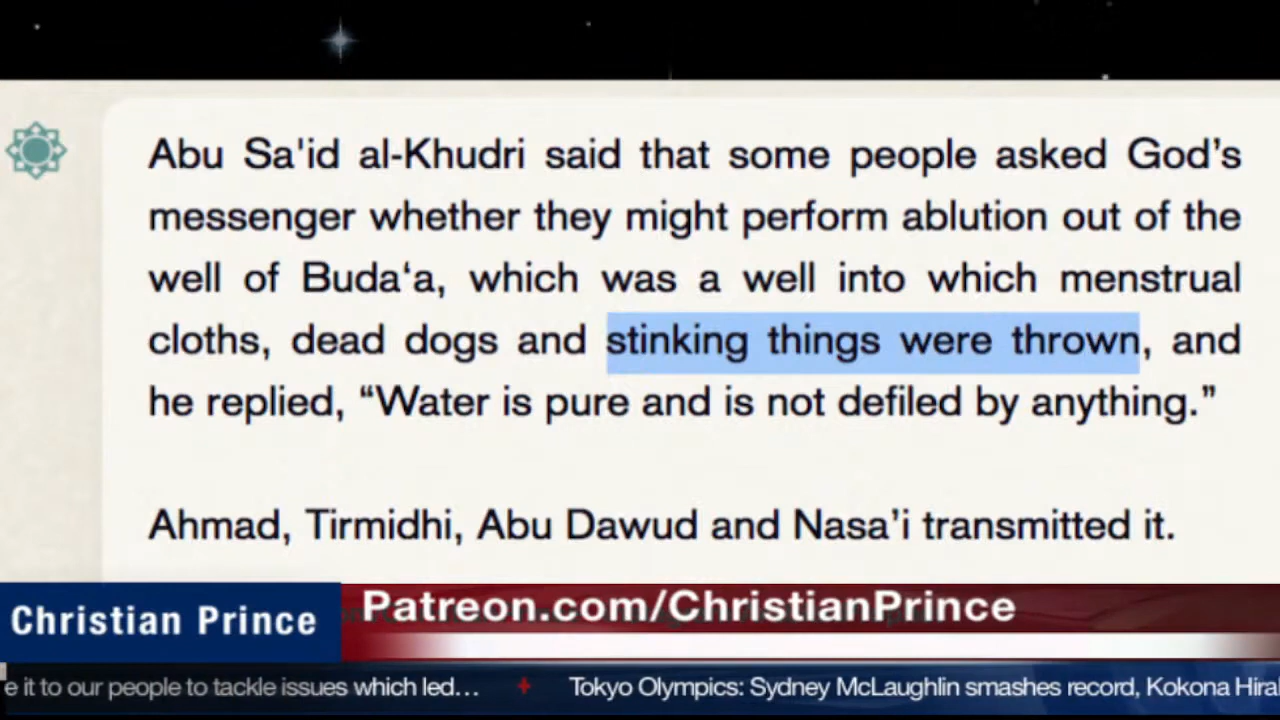 Abu Sa'id al-Khudri said that some people asked God’s
messenger whether they might perform ablution out of the
well of Buda‘a, which was a well into which menstrual
cloths, dead dogs and stinking things were thrown, and
he replied, “Water is pure and is not defiled by anything.”
Ahmad, Tirmidhi, Abu Dawud and Nasa’i transmitted it.
Christian Prince
Patreon.com/ChristianPrince
e it to our people to tackle issues which led... + Tokyo Olympics: Sydney McLaughlin smashes record, Kokona Hira